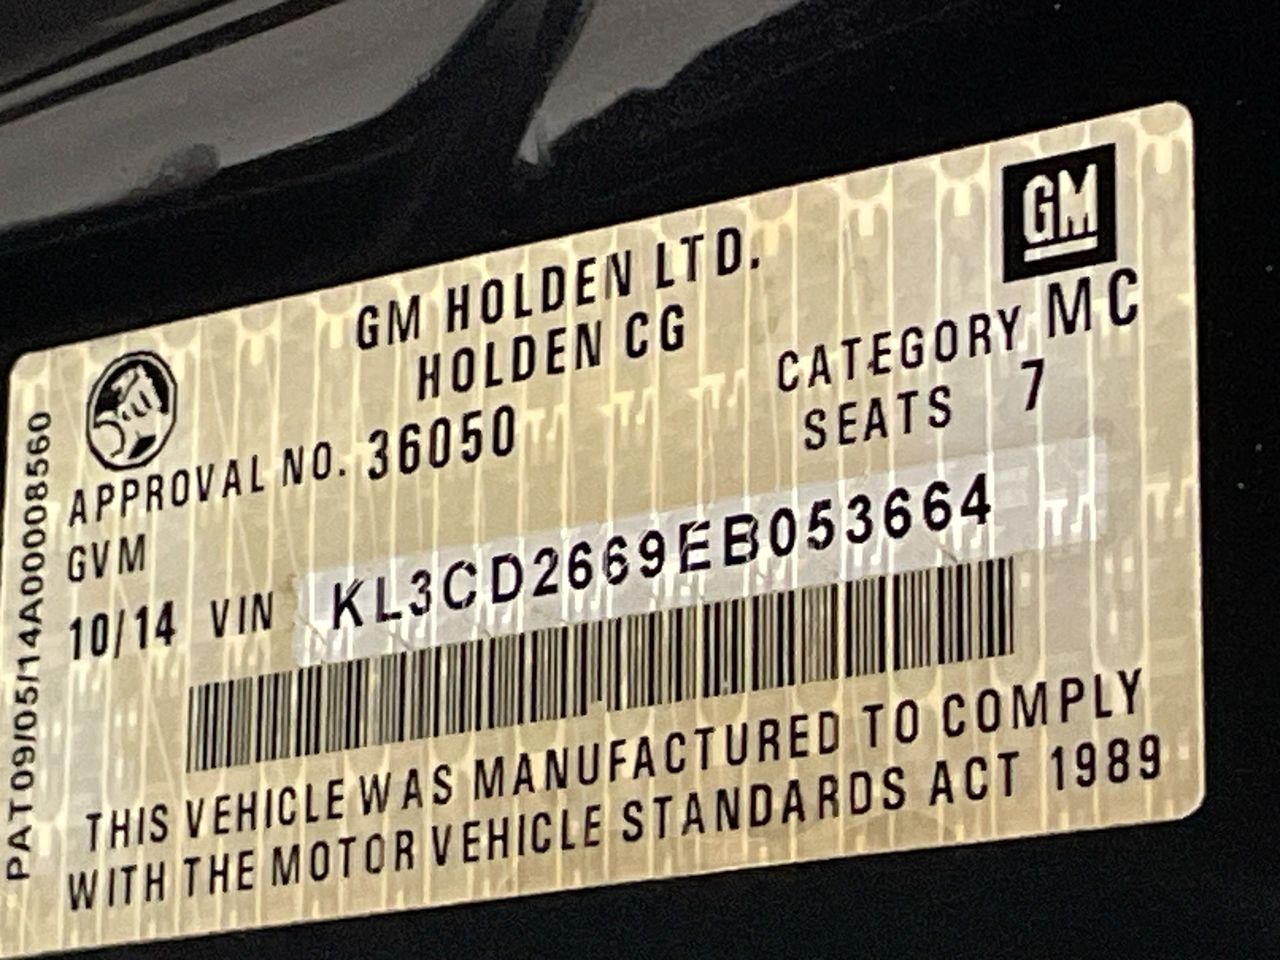 GM
GM HOLDEN LTD.
HOLDEN CG
CATEGORY MC
APPROVAL NO. 36050
SEATS 7
GVM
10/14 VIN KL3CD2669EB053664
THIS VEHICLE WAS MANUFACTURED TO COMPLY
WITH THE MOTOR VEHICLE STANDARDS ACT 1989
PAT09/05/14A00008560